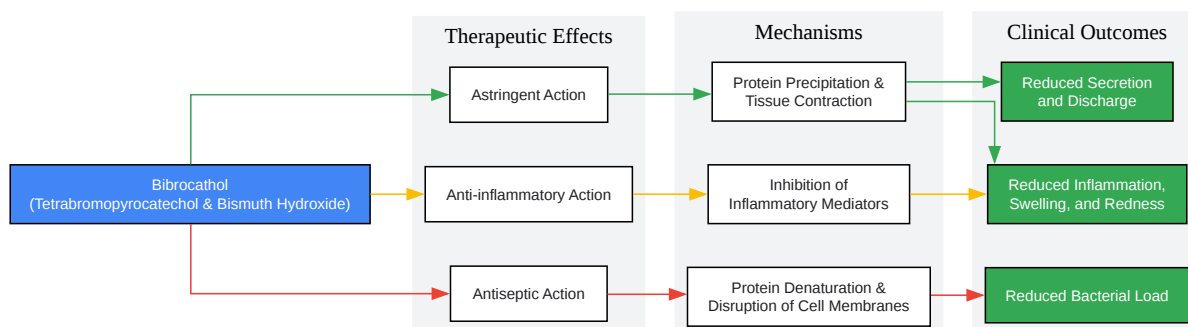 Therapeutic Effects
Mechanisms
Clinical Outcomes
Astringent Action
Protein Precipitation &
Tissue Contraction
Reduced Secretion
and Discharge
Bibrocathol
(Tetrabromopyrocatechol & Bismuth Hydroxide)
Anti-inflammatory Action
Inhibition of
Inflammatory Mediators
Reduced Inflammation,
Swelling, and Redness
Antiseptic Action
Protein Denaturation &
Disruption of Cell Membranes
Reduced Bacterial Load